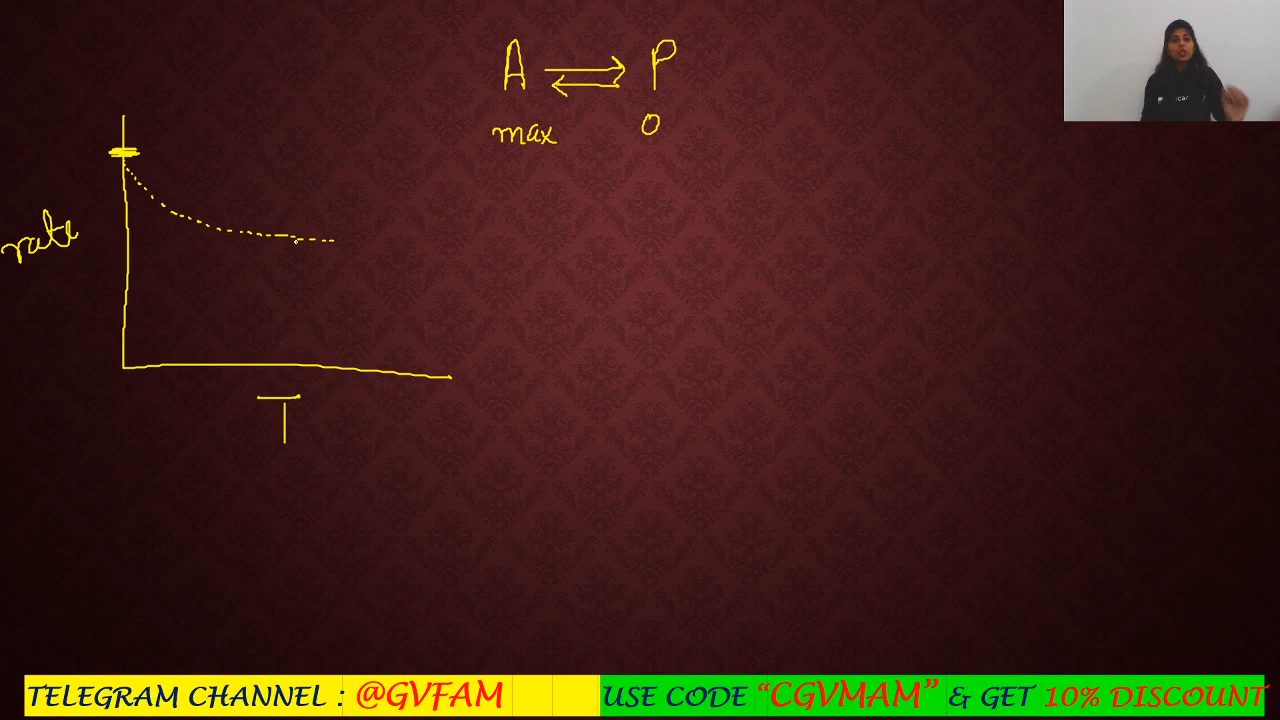 A ⇌ P
max 0
rate
T
TELEGRAM CHANNEL : @GVFAM
USE CODE "CGVMAM" & GET 10% DISCOUNT